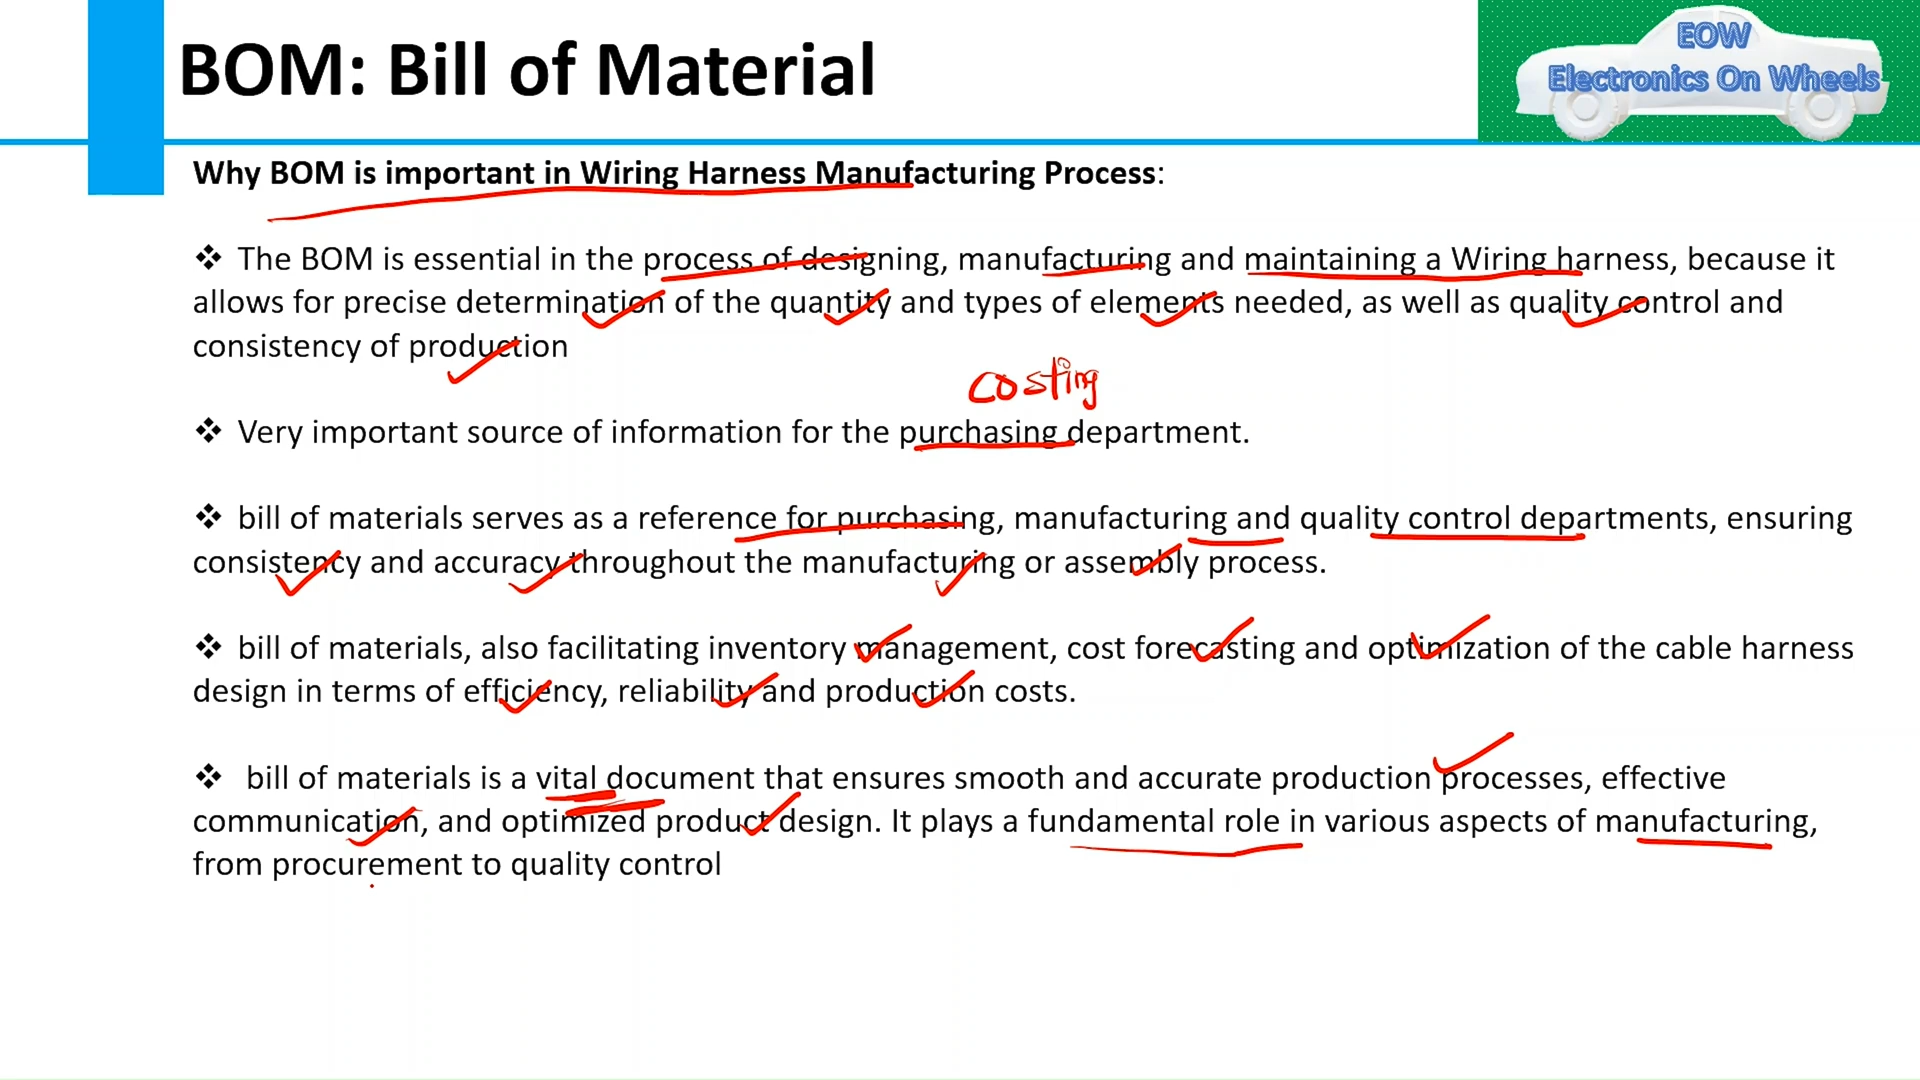 BOM: Bill of Material
EOW
Electronics On Wheels
Why BOM is important in Wiring Harness Manufacturing Process:
❖ The BOM is essential in the process of designing, manufacturing and maintaining a Wiring harness, because it
allows for precise determination of the quantity and types of elements needed, as well as quality control and
consistency of production
costing
❖ Very important source of information for the purchasing department.
❖ bill of materials serves as a reference for purchasing, manufacturing and quality control departments, ensuring
consistency and accuracy throughout the manufacturing or assembly process.
❖ bill of materials, also facilitating inventory management, cost forecasting and optimization of the cable harness
design in terms of efficiency, reliability and production costs.
❖ bill of materials is a vital document that ensures smooth and accurate production processes, effective
communication, and optimized product design. It plays a fundamental role in various aspects of manufacturing,
from procurement to quality control